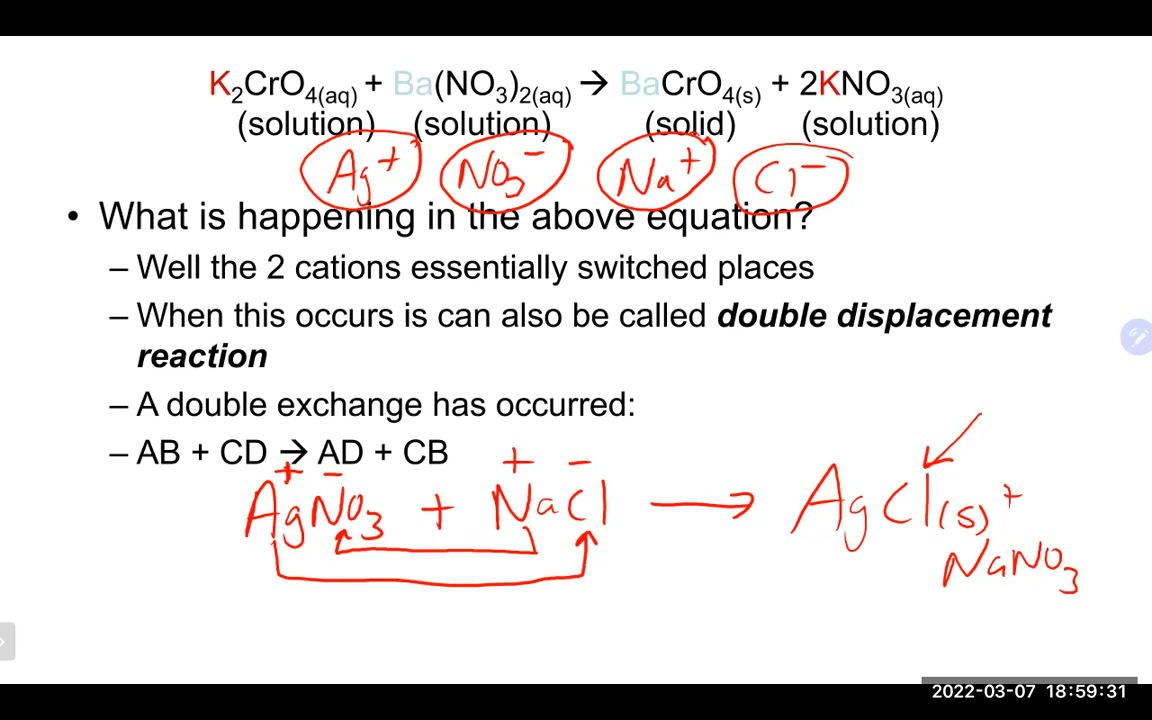 K₂CrO₄(aq) + Ba(NO₃)₂(aq) → BaCrO₄(s) + 2KNO₃(aq)
(solution) (solution) (solid) (solution)
Ag⁺ NO₃⁻ Na⁺ Cl⁻
• What is happening in the above equation?
– Well the 2 cations essentially switched places
– When this occurs is can also be called double displacement
reaction
– A double exchange has occurred:
– AB + CD → AD + CB
+ − + −
AgNO₃ + NaCl → AgCl(s) +
NaNO₃
2022-03-07 18:59:31